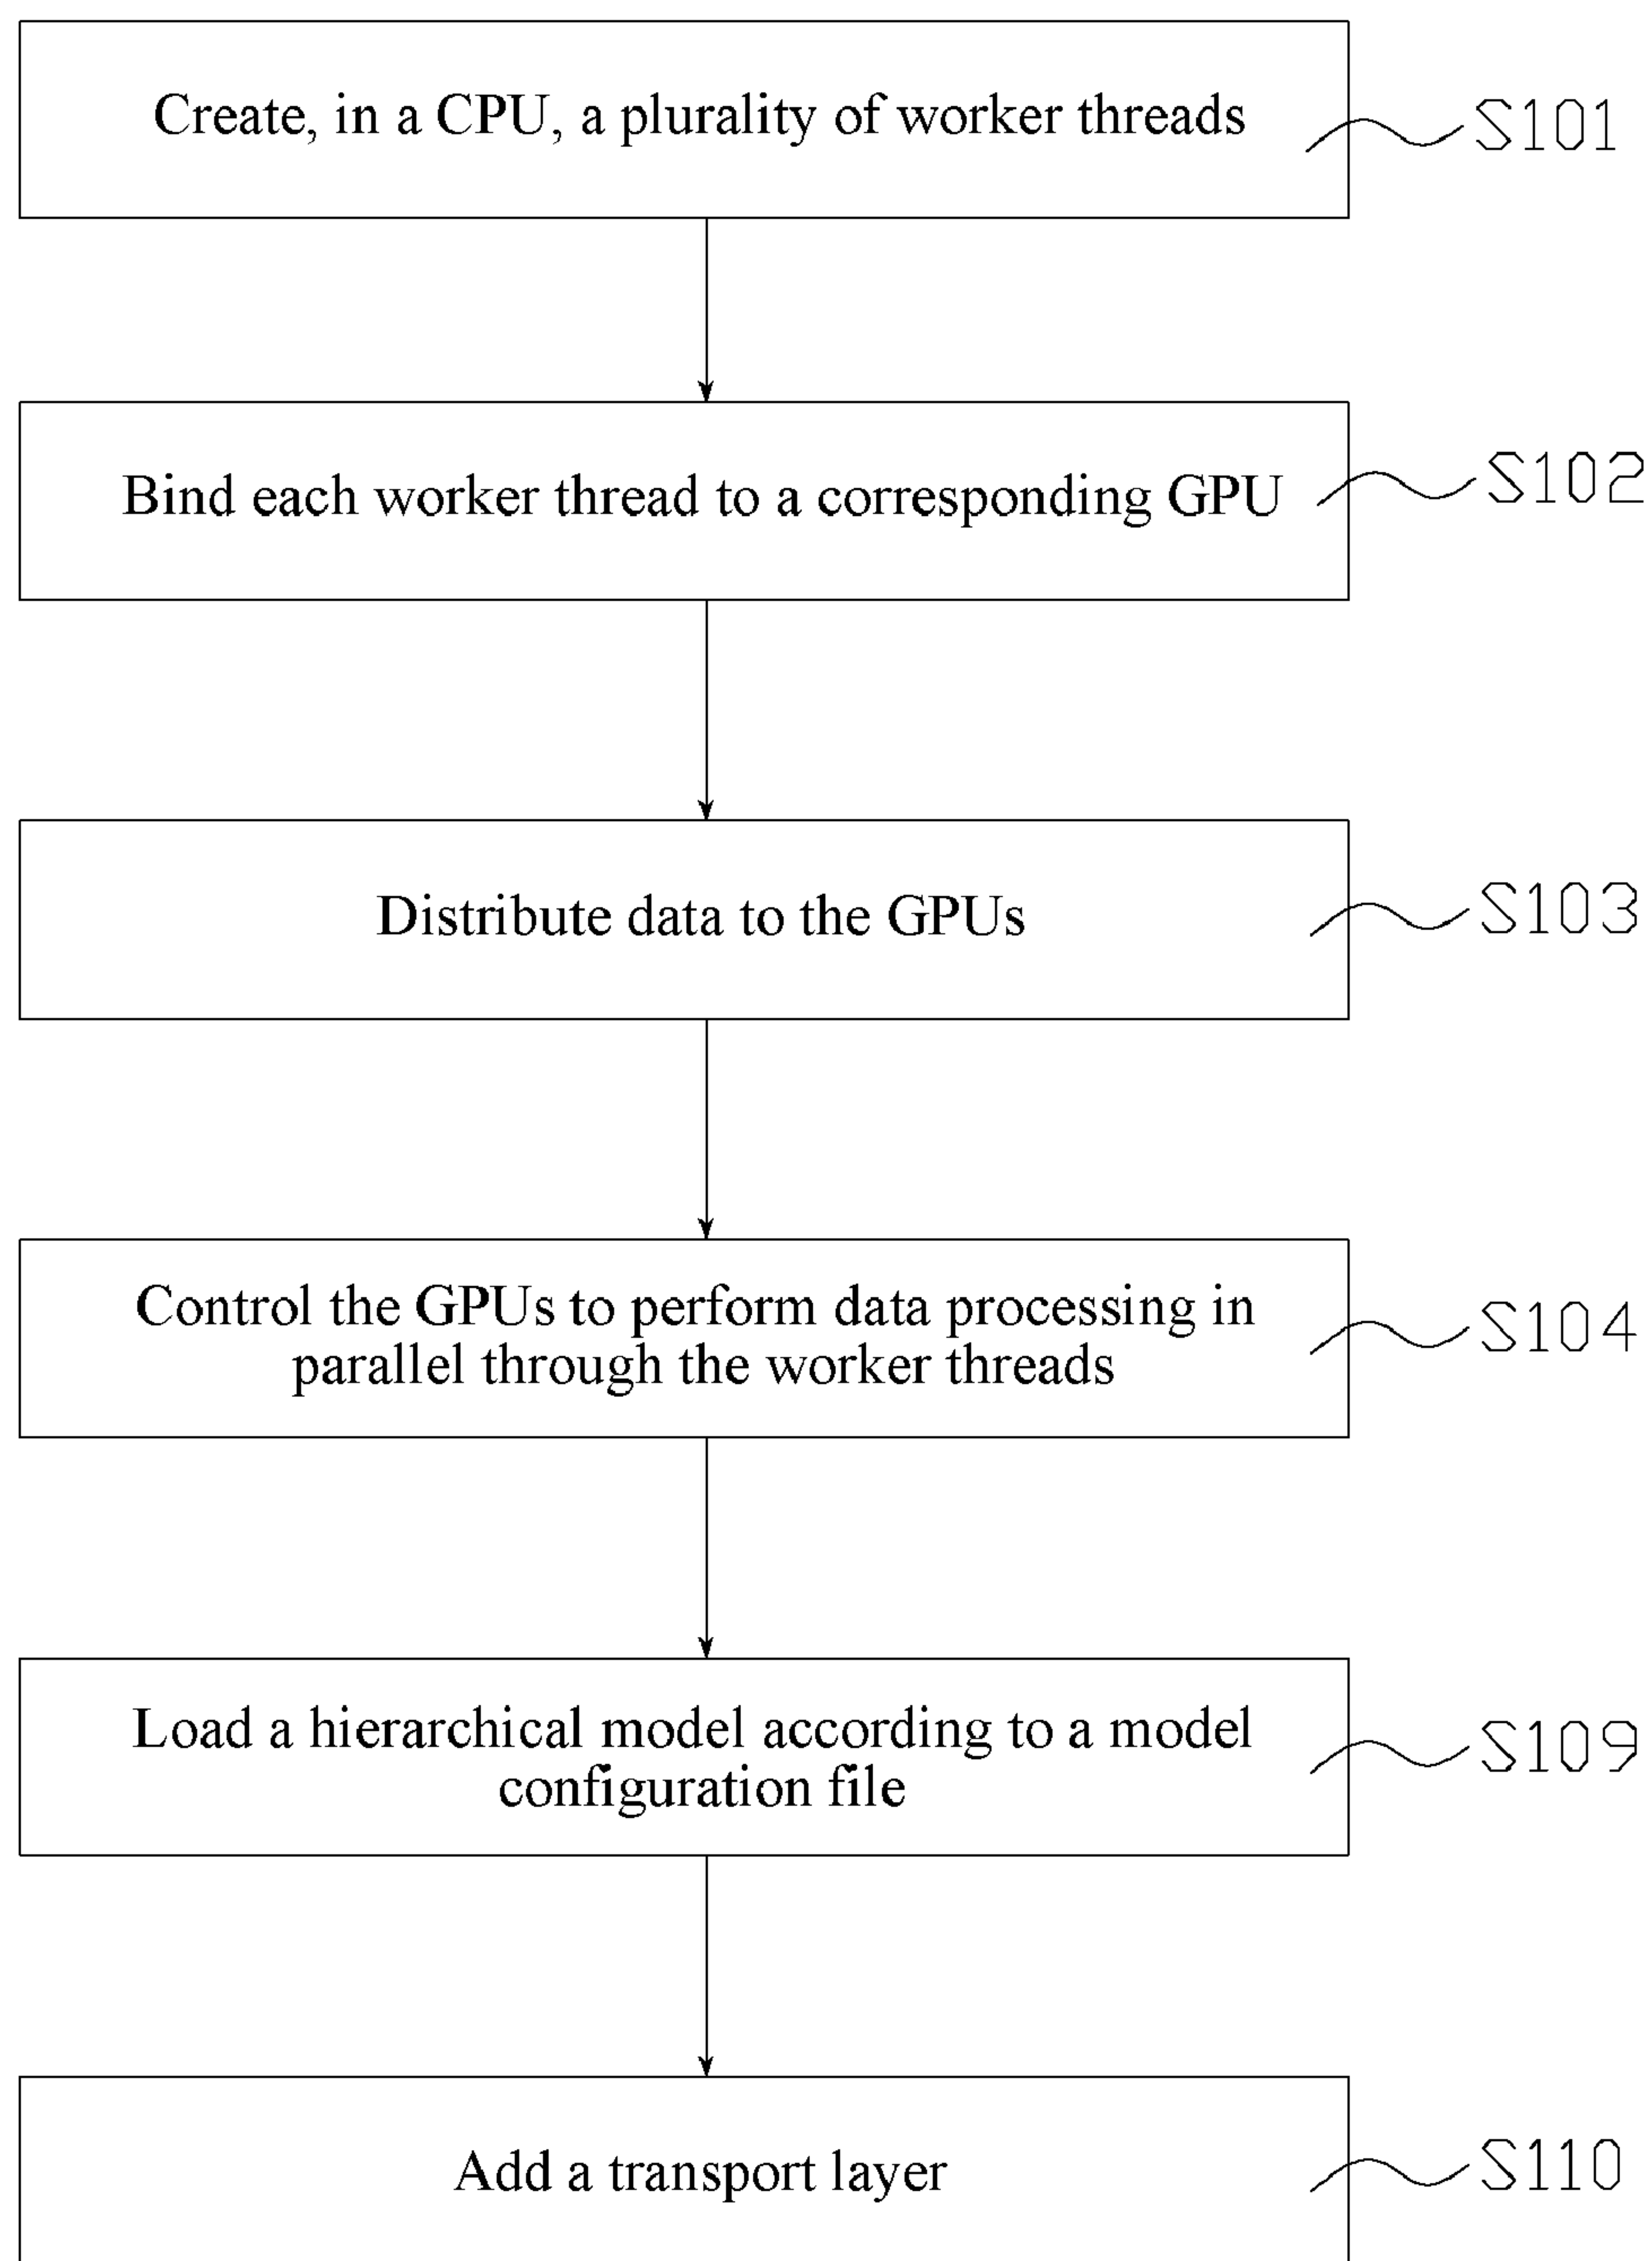 Create, in a CPU, a plurality of worker threads
S101
Bind each worker thread to a corresponding GPU
S102
Distribute data to the GPUs
S103
Control the GPUs to perform data processing in
parallel through the worker threads
S104
Load a hierarchical model according to a model
configuration file
S109
Add a transport layer
S110